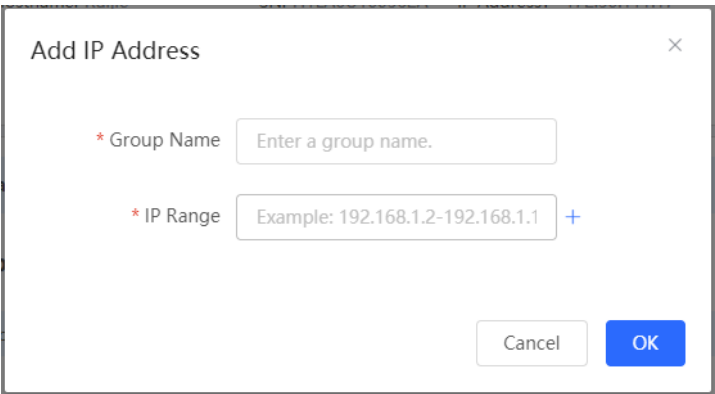 Add IP Address
* Group Name Enter a group name.
* IP Range Example: 192.168.1.2-192.168.1.1 +
Cancel OK